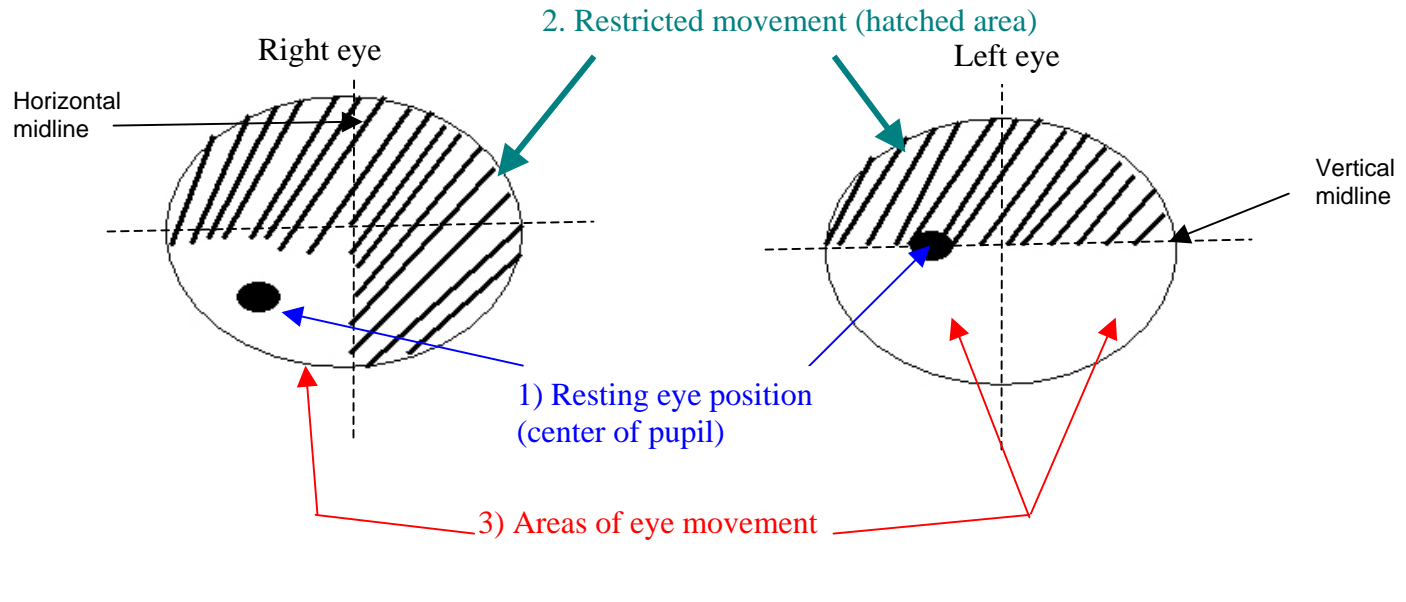 2. Restricted movement (hatched area)
Right eye
Left eye
Horizontal
midline
Vertical
midline
1) Resting eye position
(center of pupil)
3) Areas of eye movement